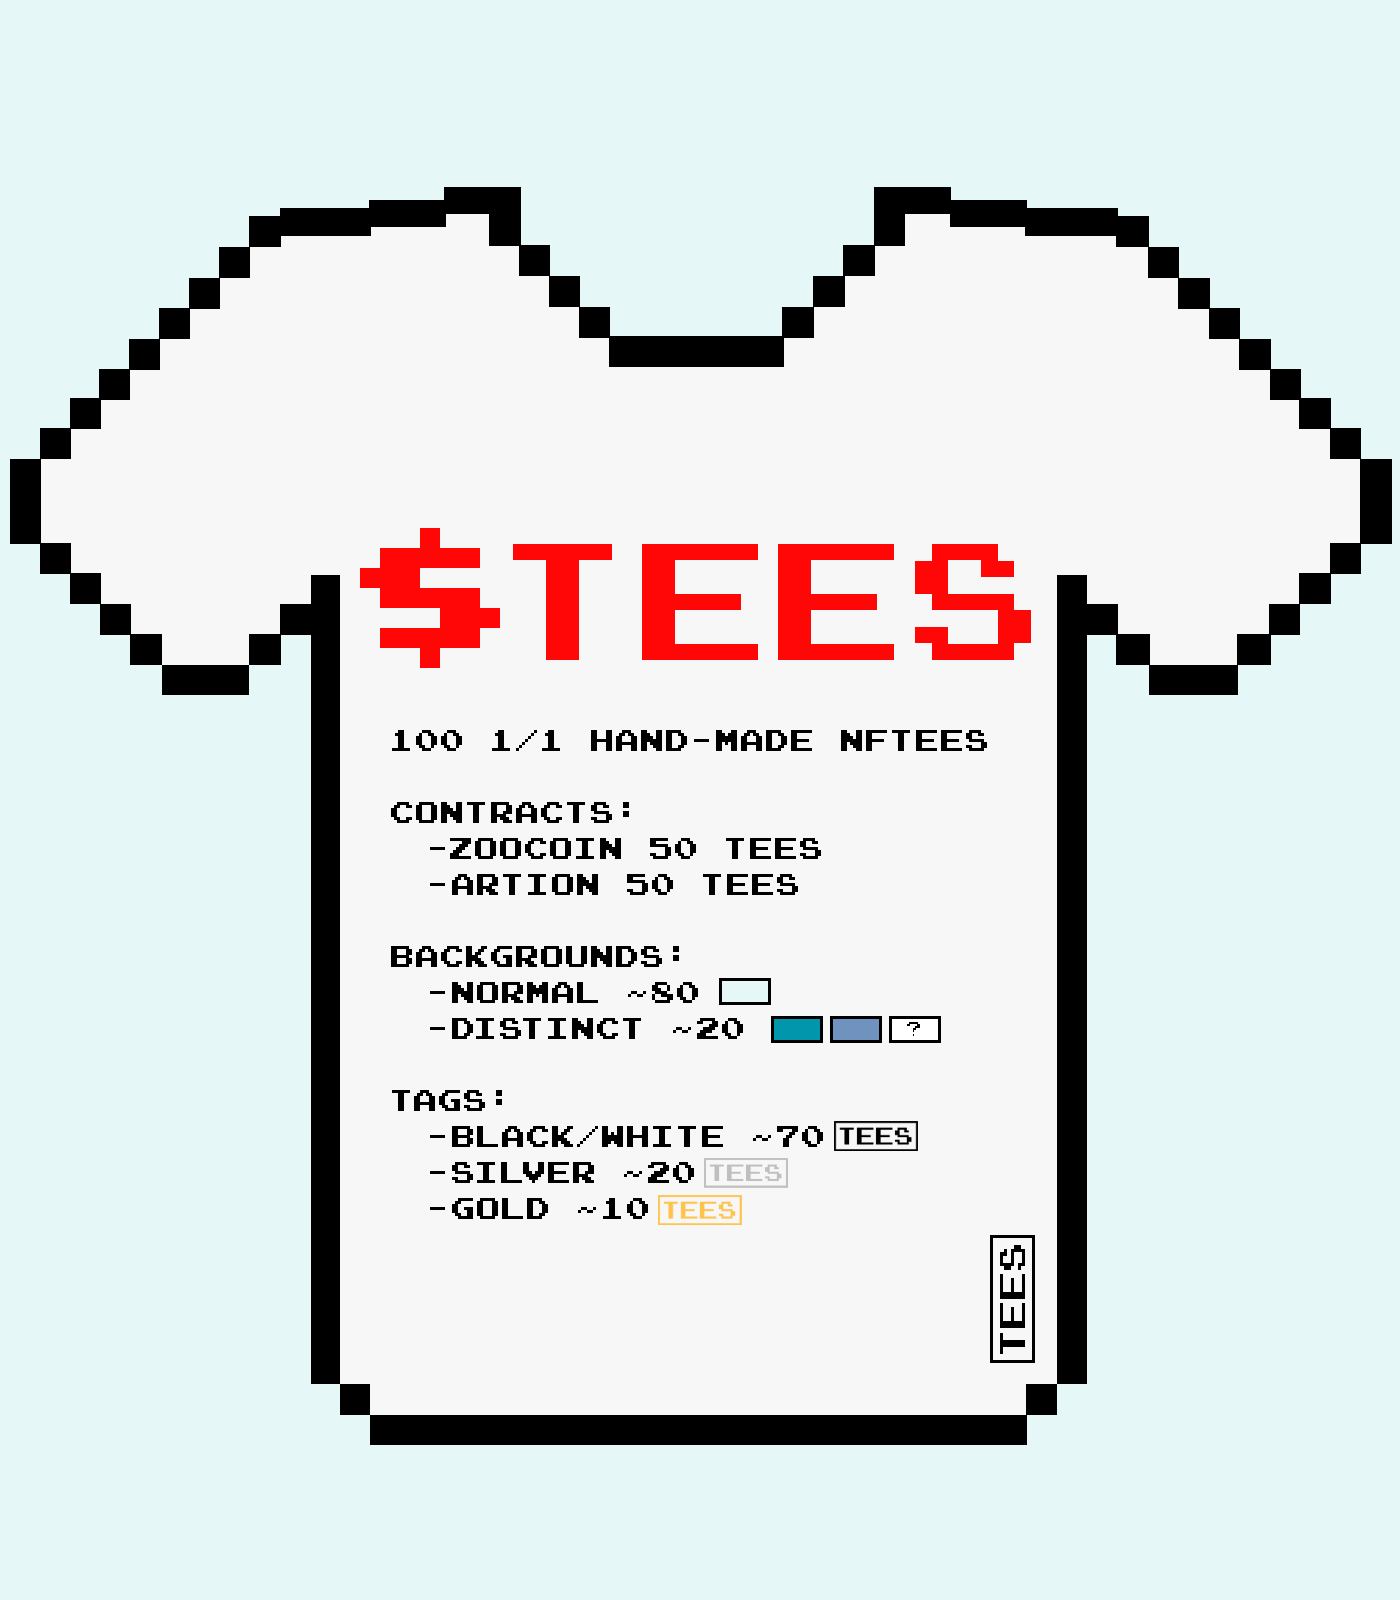 $TEES
100 1/1 HAND-MADE NFTEES
CONTRACTS:
-ZOOCOIN 50 TEES
-ARTION 50 TEES
BACKGROUNDS:
-NORMAL ~80
-DISTINCT ~20 ?
TAGS:
-BLACK/WHITE ~70 TEES
-SILVER ~20 TEES
-GOLD ~10 TEES
TEES